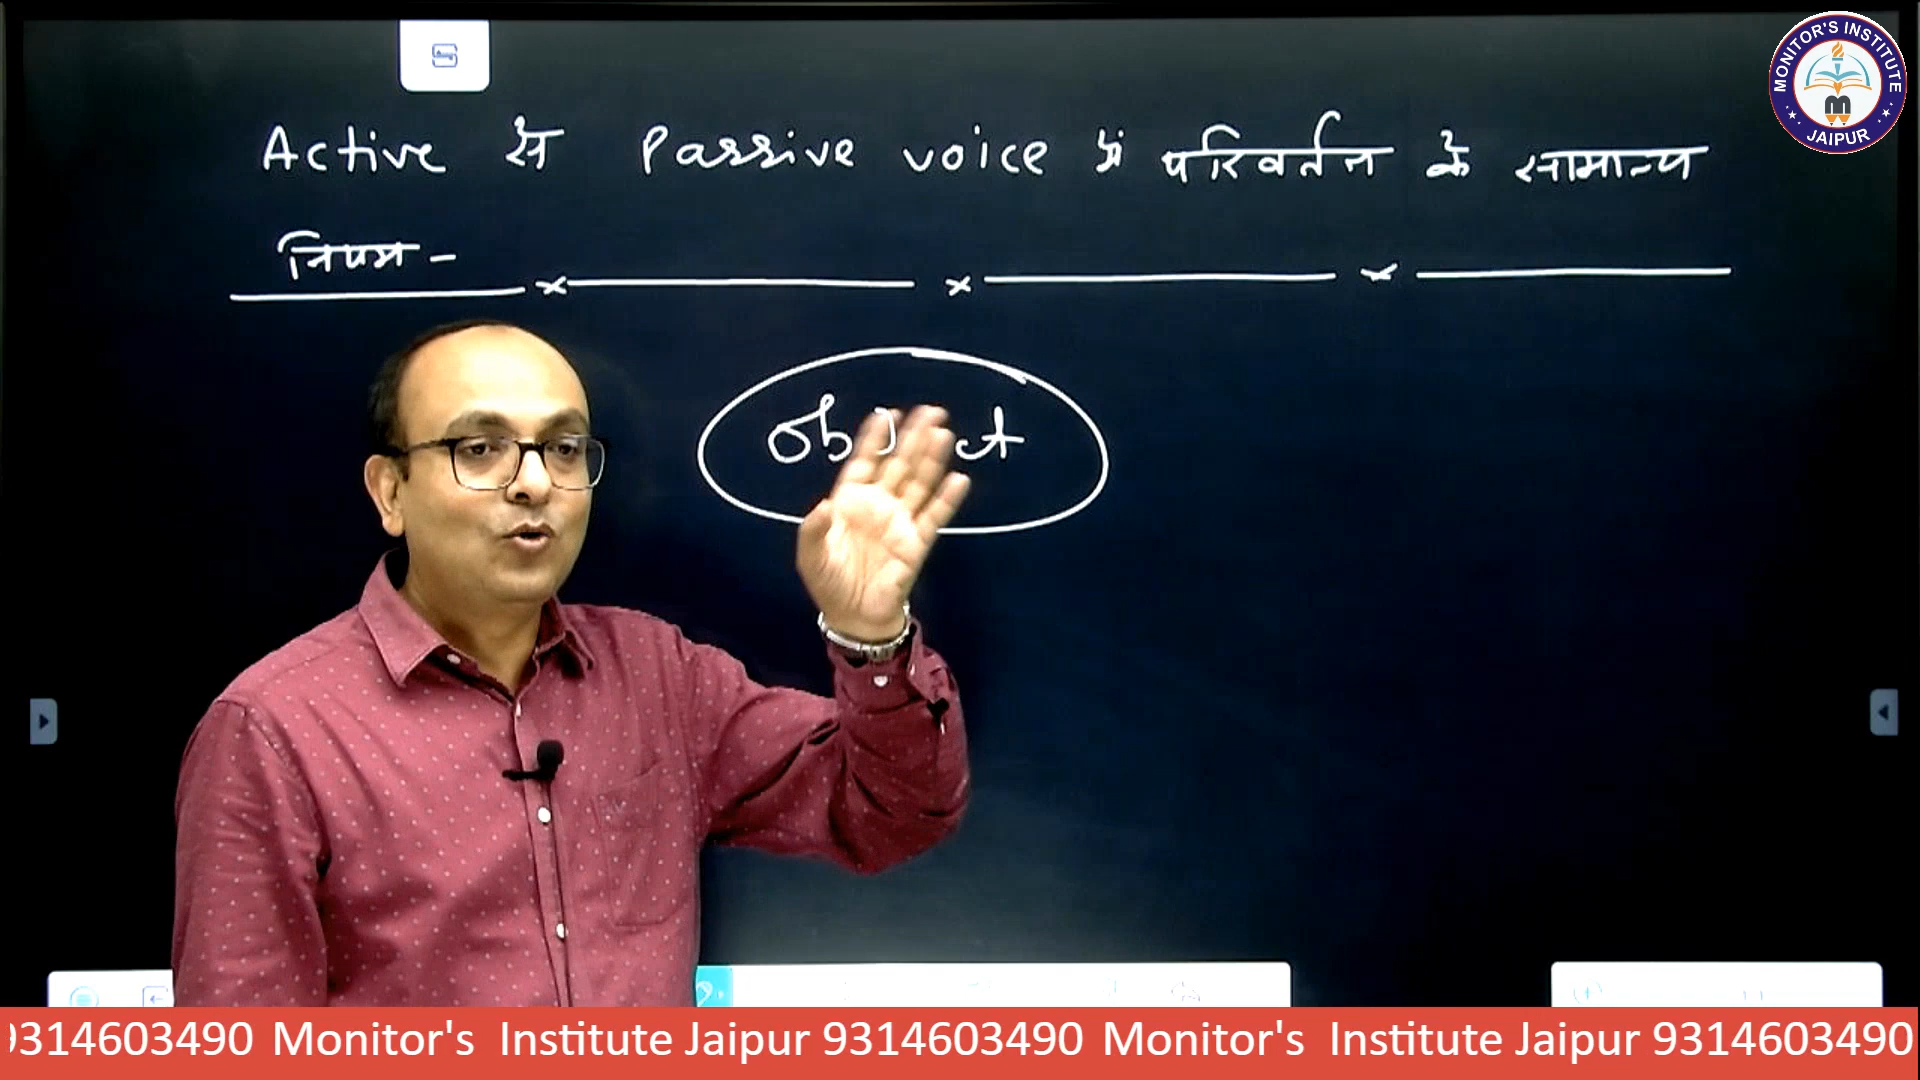 MONITOR'S INSTITUTE
JAIPUR
Active से Passive voice में परिवर्तन के सामान्य
नियम -
Object
9314603490 Monitor's Institute Jaipur 9314603490 Monitor's Institute Jaipur 9314603490